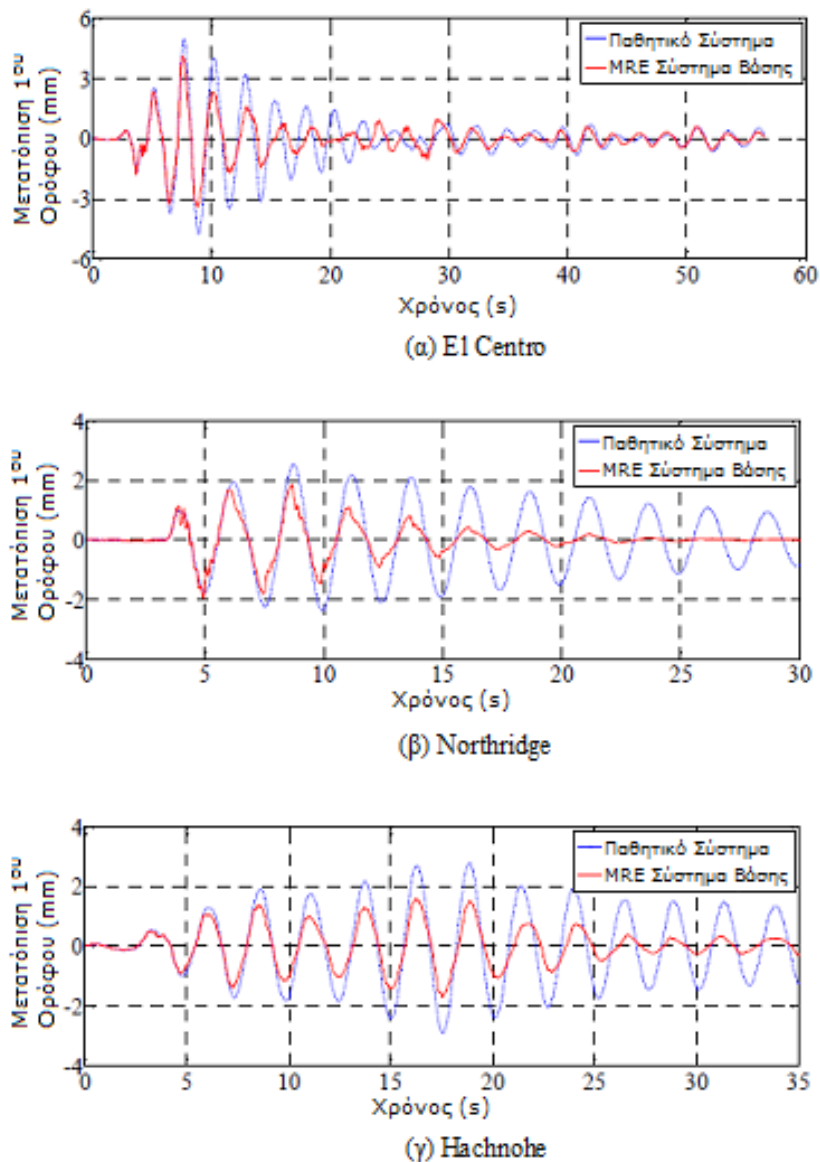 6
3
0
-3
-6
Μετατόπιση 1ου
Ορόφου (mm)
Παθητικό Σύστημα
MRE Σύστημα Βάσης
0 10 20 30 40 50 60
Χρόνος (s)
(α) El Centro
4
2
0
-2
-4
Μετατόπιση 1ου
Ορόφου (mm)
Παθητικό Σύστημα
MRE Σύστημα Βάσης
0 5 10 15 20 25 30
Χρόνος (s)
(β) Northridge
4
2
0
-2
-4
Μετατόπιση 1ου
Ορόφου (mm)
Παθητικό Σύστημα
MRE Σύστημα Βάσης
0 5 10 15 20 25 30 35
Χρόνος (s)
(γ) Hachnohe